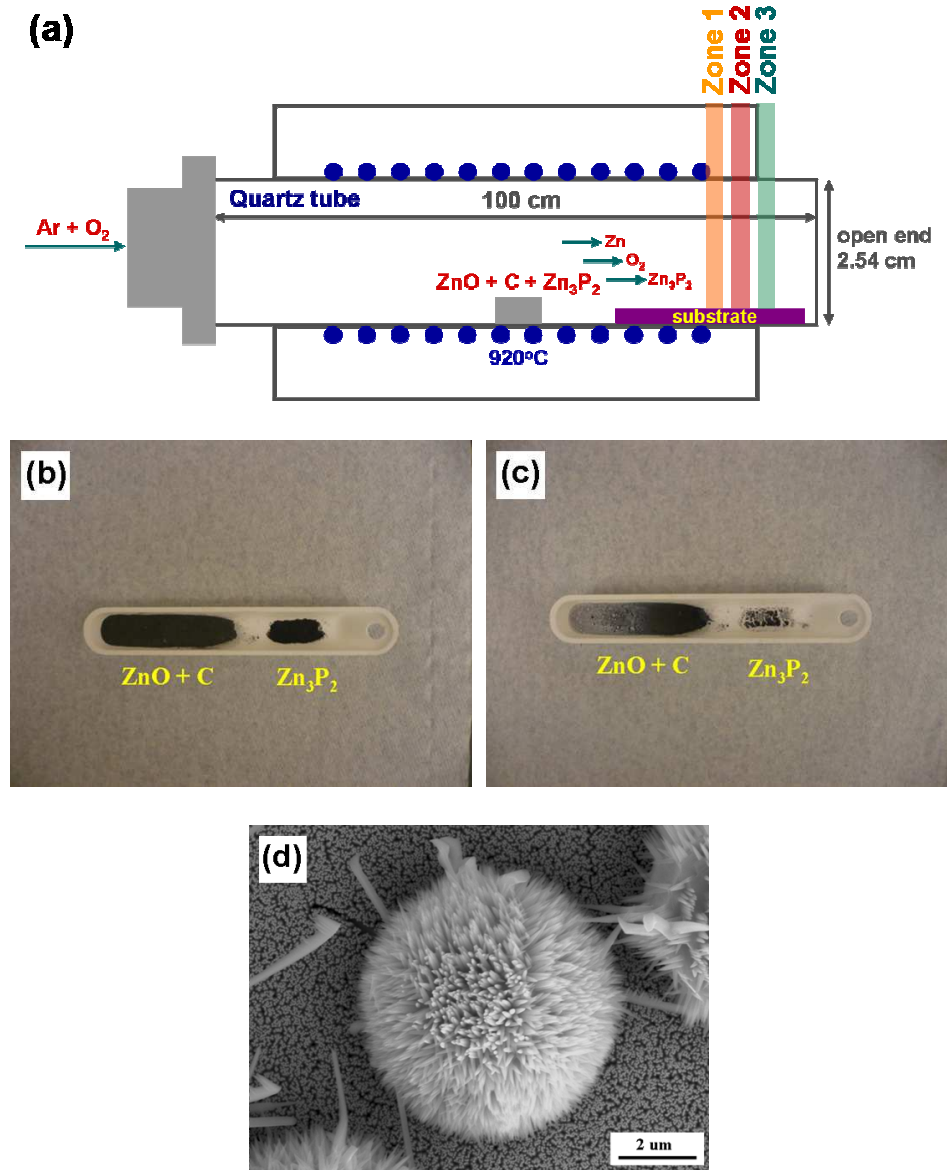 (a)
Zone 1
Zone 2
Zone 3
Quartz tube
100 cm
Ar + O₂
Zn
O₂
ZnO + C + Zn₃P₂
Zn₃P₂
open end
2.54 cm
substrate
920°C
(b)
ZnO + C
Zn₃P₂
(c)
ZnO + C
Zn₃P₂
(d)
2 um